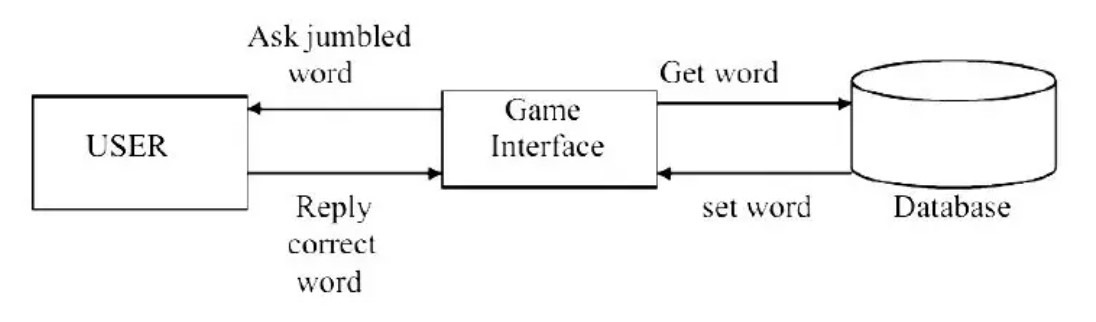 Ask jumbled
word
Get word
USER
Game
Interface
Reply
correct
word
set word
Database